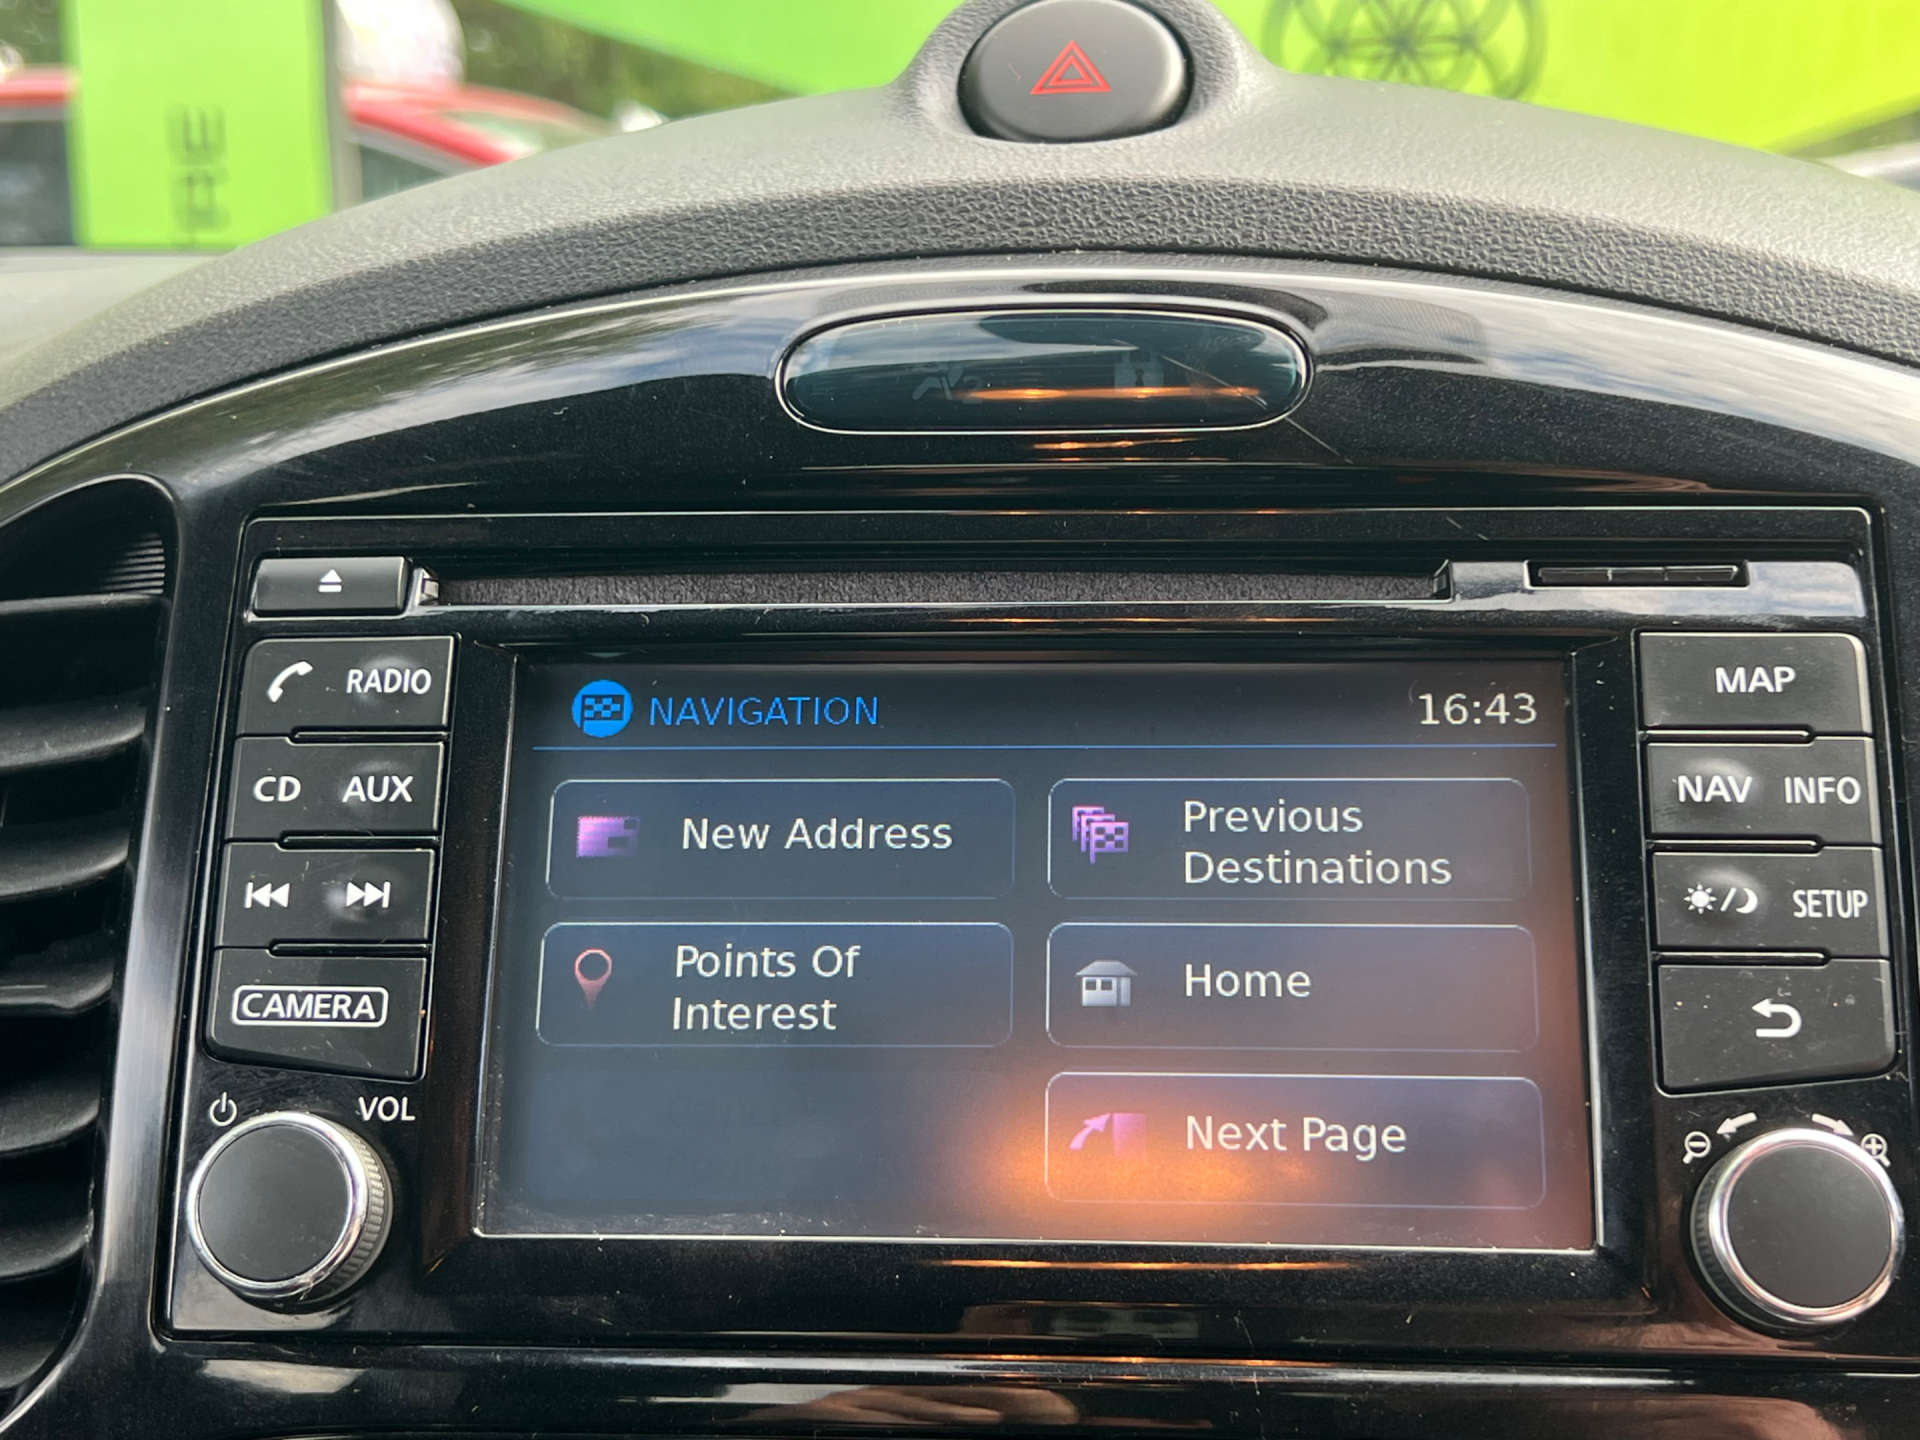 RADIO
CD AUX
CAMERA
VOL
NAVIGATION
16:43
New Address
Previous
Destinations
Points Of
Interest
Home
Next Page
MAP
NAV INFO
SETUP